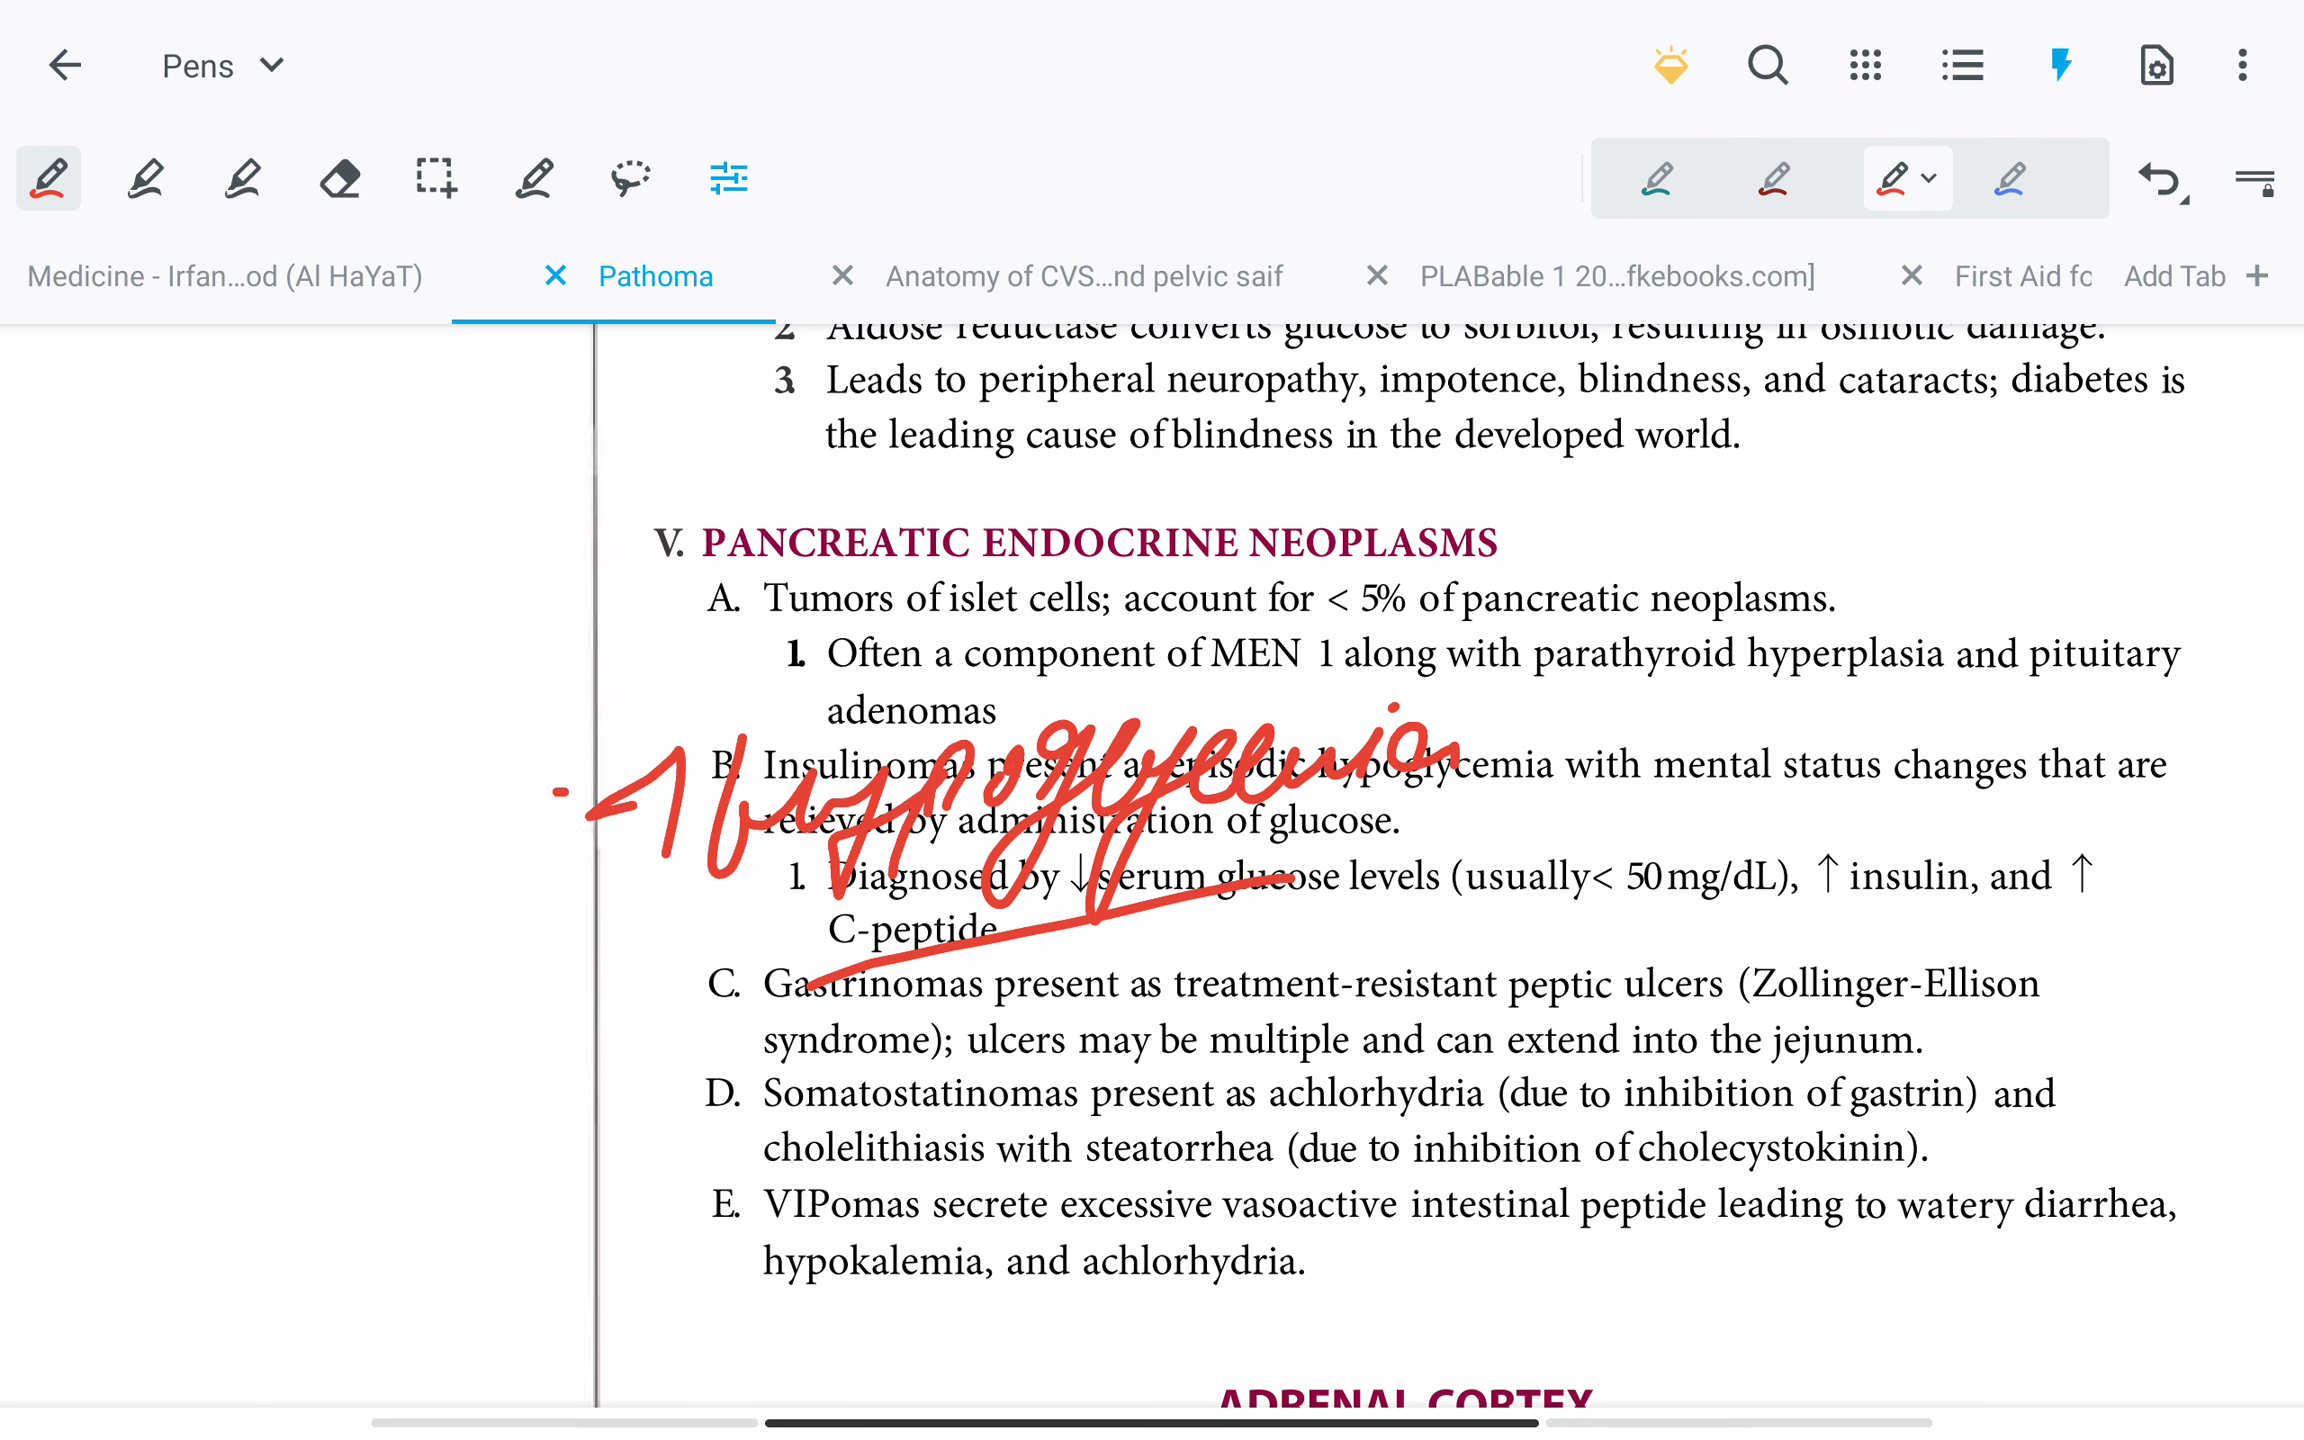 Pens
Medicine - Irfan...od (Al HaYaT)
Pathoma
Anatomy of CVS...nd pelvic saif
PLABable 1 20...fkebooks.com]
First Aid fc
Add Tab +
2 Aldose reductase converts glucose to sorbitol, resulting in osmotic damage.
3. Leads to peripheral neuropathy, impotence, blindness, and cataracts; diabetes is
the leading cause of blindness in the developed world.
V. PANCREATIC ENDOCRINE NEOPLASMS
A. Tumors of islet cells; account for < 5% of pancreatic neoplasms.
1. Often a component of MEN 1 along with parathyroid hyperplasia and pituitary
adenomas
hypoglycemia
B. Insulinomas present as episodic hypoglycemia with mental status changes that are
relieved by administration of glucose.
1. Diagnosed by ↓ serum glucose levels (usually < 50 mg/dL), ↑ insulin, and ↑
C-peptide
C. Gastrinomas present as treatment-resistant peptic ulcers (Zollinger-Ellison
syndrome); ulcers may be multiple and can extend into the jejunum.
D. Somatostatinomas present as achlorhydria (due to inhibition of gastrin) and
cholelithiasis with steatorrhea (due to inhibition of cholecystokinin).
E. VIPomas secrete excessive vasoactive intestinal peptide leading to watery diarrhea,
hypokalemia, and achlorhydria.
ADRENAL CORTEX